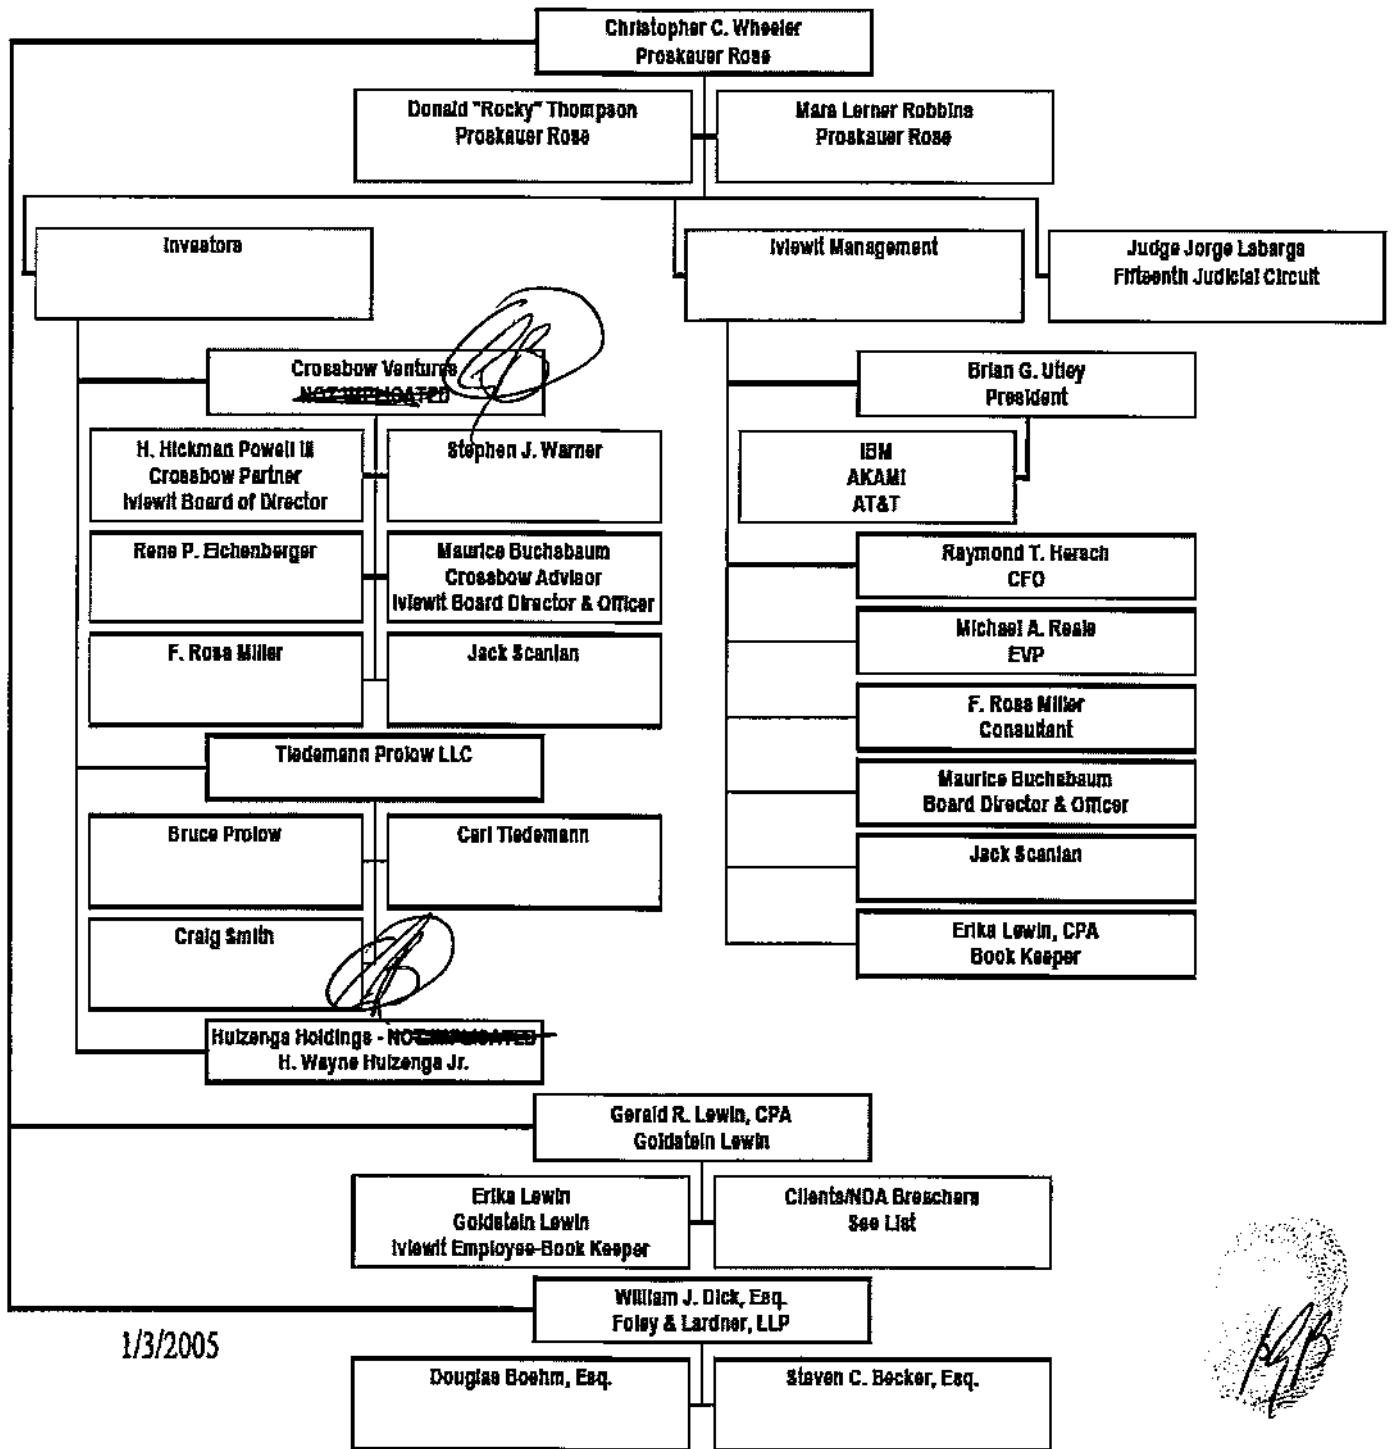 Christopher C. Wheeler
Proskauer Rose
Donald "Rocky" Thompson
Proskauer Rose
Mara Lerner Robbins
Proskauer Rose
Investors
Iviewit Management
Judge Jorge Labarga
Fifteenth Judicial Circuit
Crossbow Ventures
NOT IMPLICATED
H. Hickman Powell III
Crossbow Partner
Iviewit Board of Director
Stephen J. Warner
Rene P. Eichenberger
Maurice Buchsbaum
Crossbow Advisor
Iviewit Board Director & Officer
F. Ross Miller
Jack Scanlan
Tiedemann Prolow LLC
Bruce Prolow
Carl Tiedemann
Craig Smith
Huizenga Holdings - NOT IMPLICATED
H. Wayne Huizenga Jr.
Brian G. Utley
President
IBM
AKAMI
AT&T
Raymond T. Hersch
CFO
Michael A. Reale
EVP
F. Ross Miller
Consultant
Maurice Buchsbaum
Board Director & Officer
Jack Scanlan
Erika Lewin, CPA
Book Keeper
Gerald R. Lewin, CPA
Goldstein Lewin
Erika Lewin
Goldstein Lewin
Iviewit Employee-Book Keeper
Clients/NDA Breachers
See List
William J. Dick, Esq.
Foley & Lardner, LLP
Douglas Boehm, Esq.
Steven C. Becker, Esq.
1/3/2005